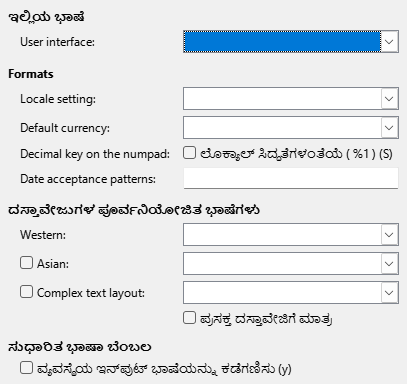 ಇಲ್ಲಿಯ ಭಾಷೆ
User interface:
Formats
Locale setting:
Default currency:
Decimal key on the numpad: ಲೊಕ್ಯಾಲ್ ಸಿದ್ಧತೆಗಳಂತೆಯೆ ( %1 ) (S)
Date acceptance patterns:
ದಸ್ತಾವೇಜುಗಳ ಪೂರ್ವನಿಯೋಜಿತ ಭಾಷೆಗಳು
Western:
Asian:
Complex text layout:
ಪ್ರಸಕ್ತ ದಸ್ತಾವೇಜಿಗೆ ಮಾತ್ರ
ಸುಧಾರಿತ ಭಾಷಾ ಬೆಂಬಲ
ವ್ಯವಸ್ಥೆಯ ಇನ್‌ಪುಟ್ ಭಾಷೆಯನ್ನು ಕಡೆಗಣಿಸು (y)